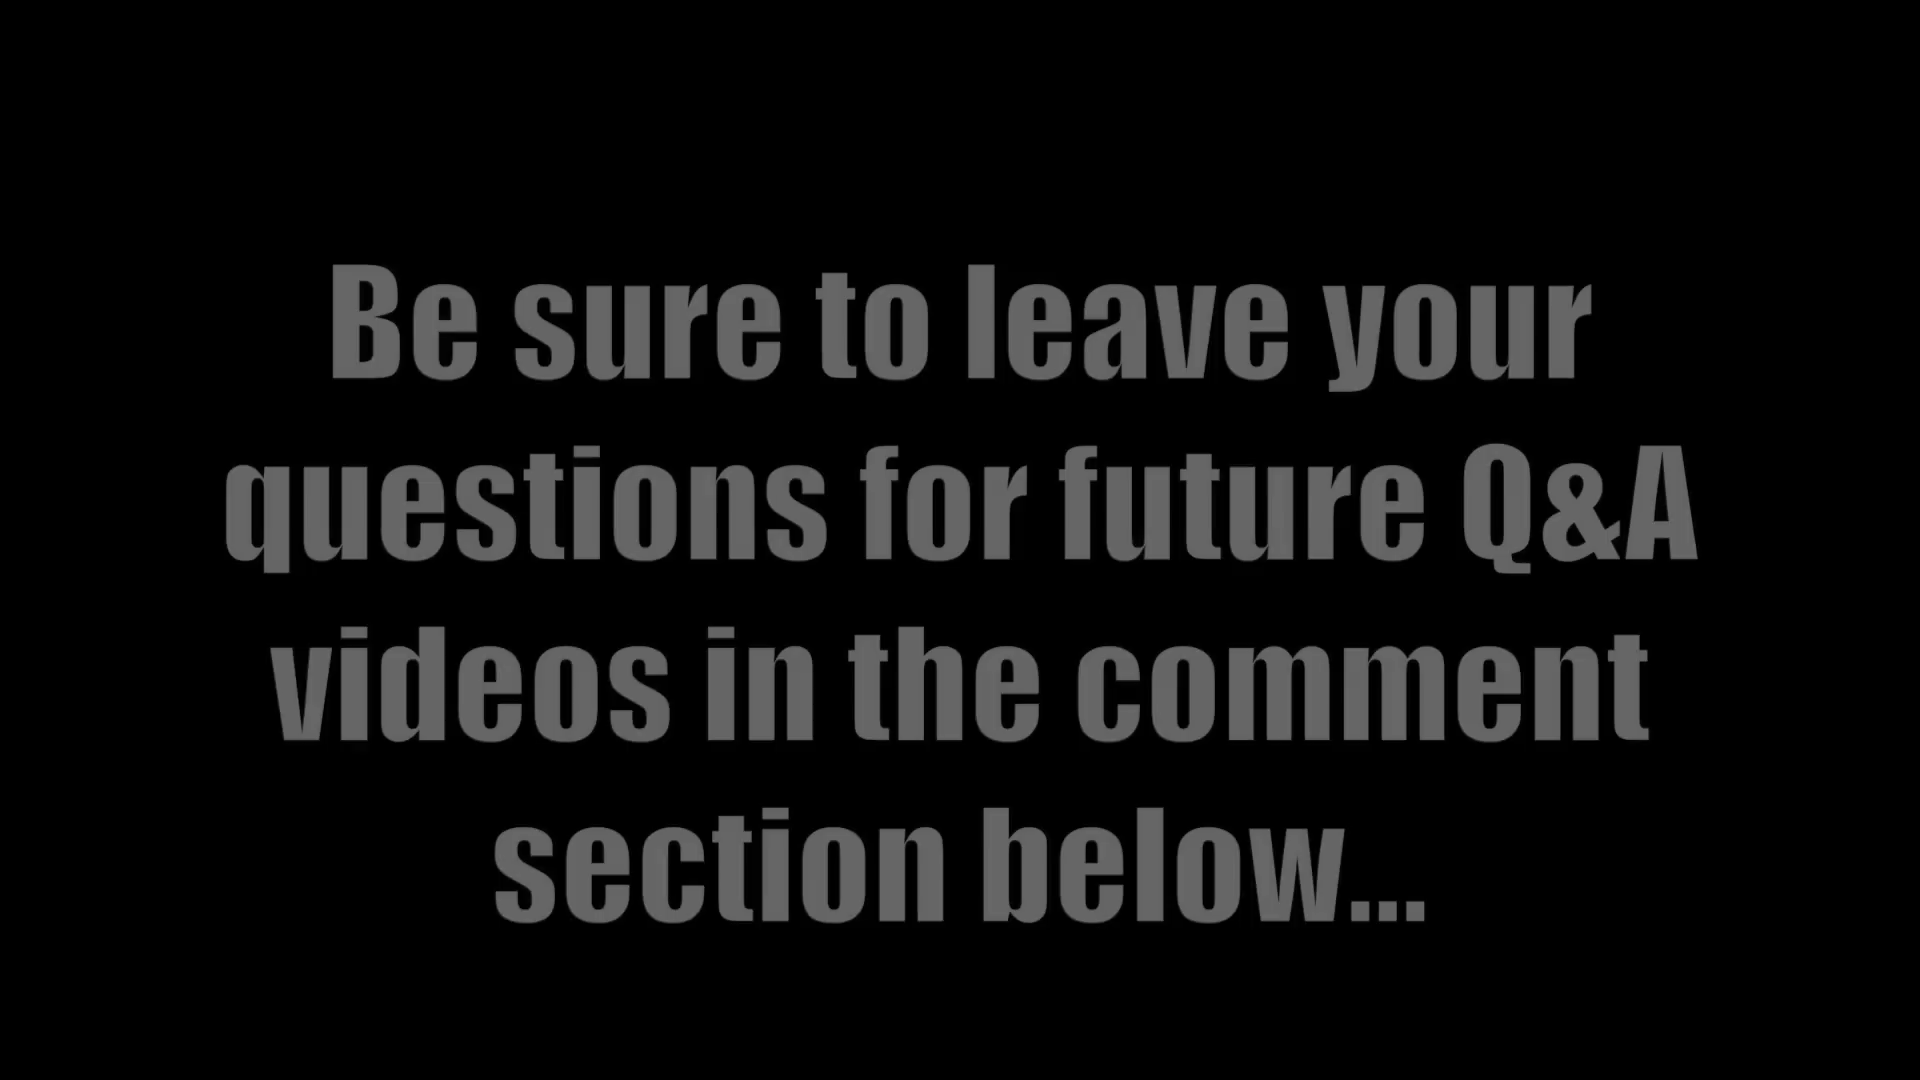 Be sure to leave your
questions for future Q&A
videos in the comment
section below...